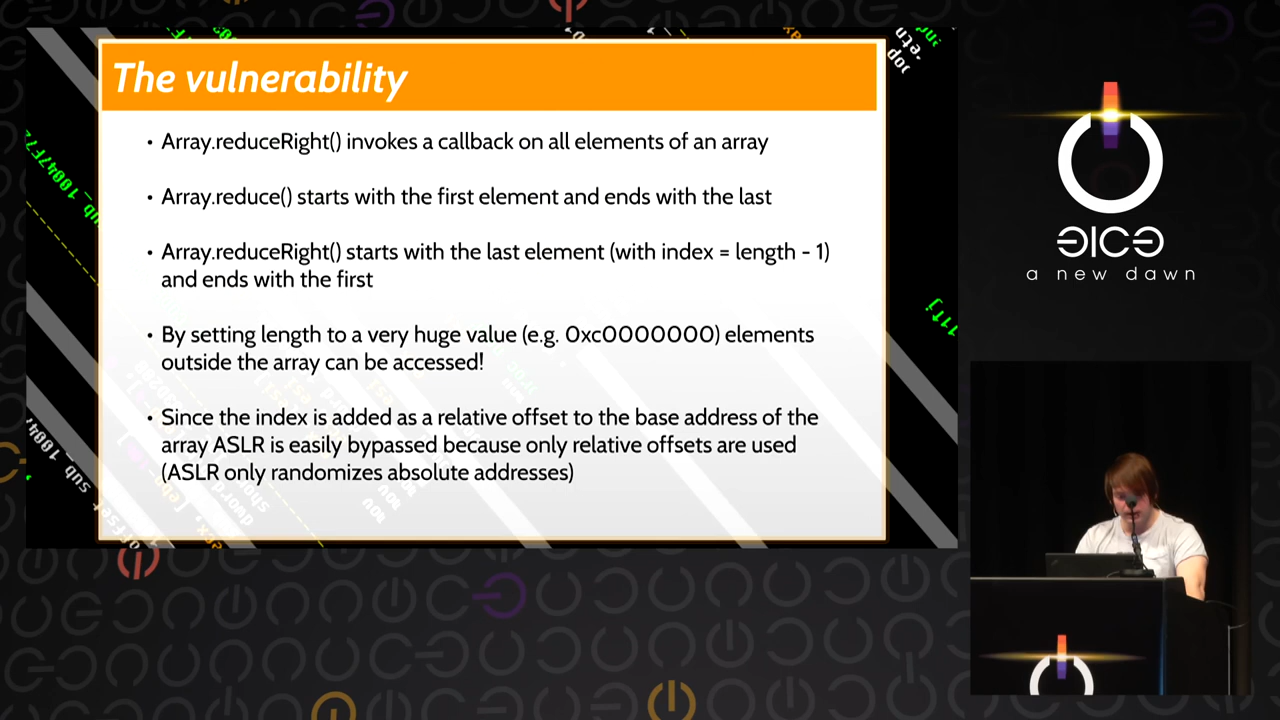 The vulnerability
• Array.reduceRight() invokes a callback on all elements of an array
• Array.reduce() starts with the first element and ends with the last
• Array.reduceRight() starts with the last element (with index = length - 1)
and ends with the first
• By setting length to a very huge value (e.g. 0xc0000000) elements
outside the array can be accessed!
• Since the index is added as a relative offset to the base address of the
array ASLR is easily bypassed because only relative offsets are used
(ASLR only randomizes absolute addresses)
a new dawn